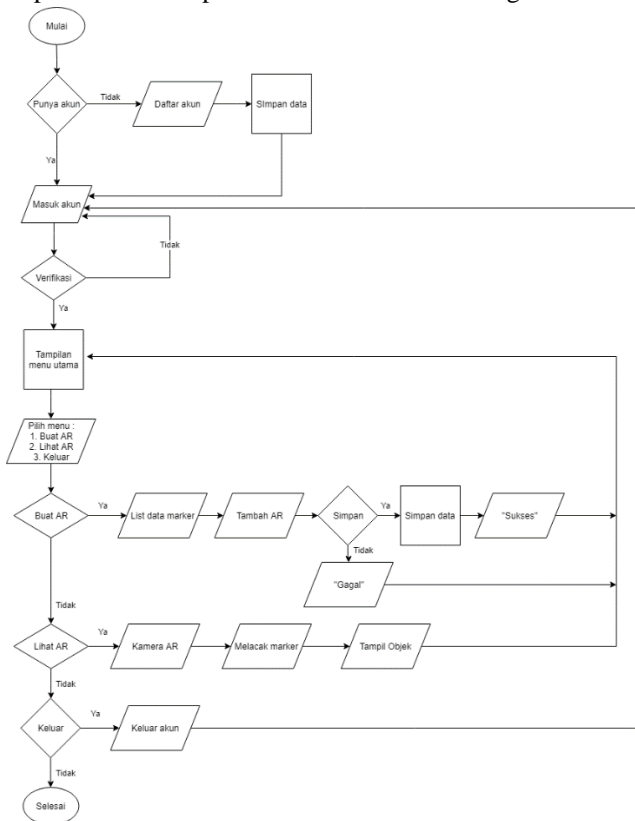 Mulai
Punya akun
Tidak
Daftar akun
SImpan data
Ya
Masuk akun
Tidak
Verifikasi
Ya
Tampilan
menu utama
Pilih menu :
1. Buat AR
2. Lihat AR
3. Keluar
Buat AR
Ya
List data marker
Tambah AR
Simpan
Ya
Simpan data
"Sukses"
Tidak
"Gagal"
Tidak
Lihat AR
Ya
Kamera AR
Melacak marker
Tampil Objek
Tidak
Keluar
Ya
Keluar akun
Tidak
Selesai